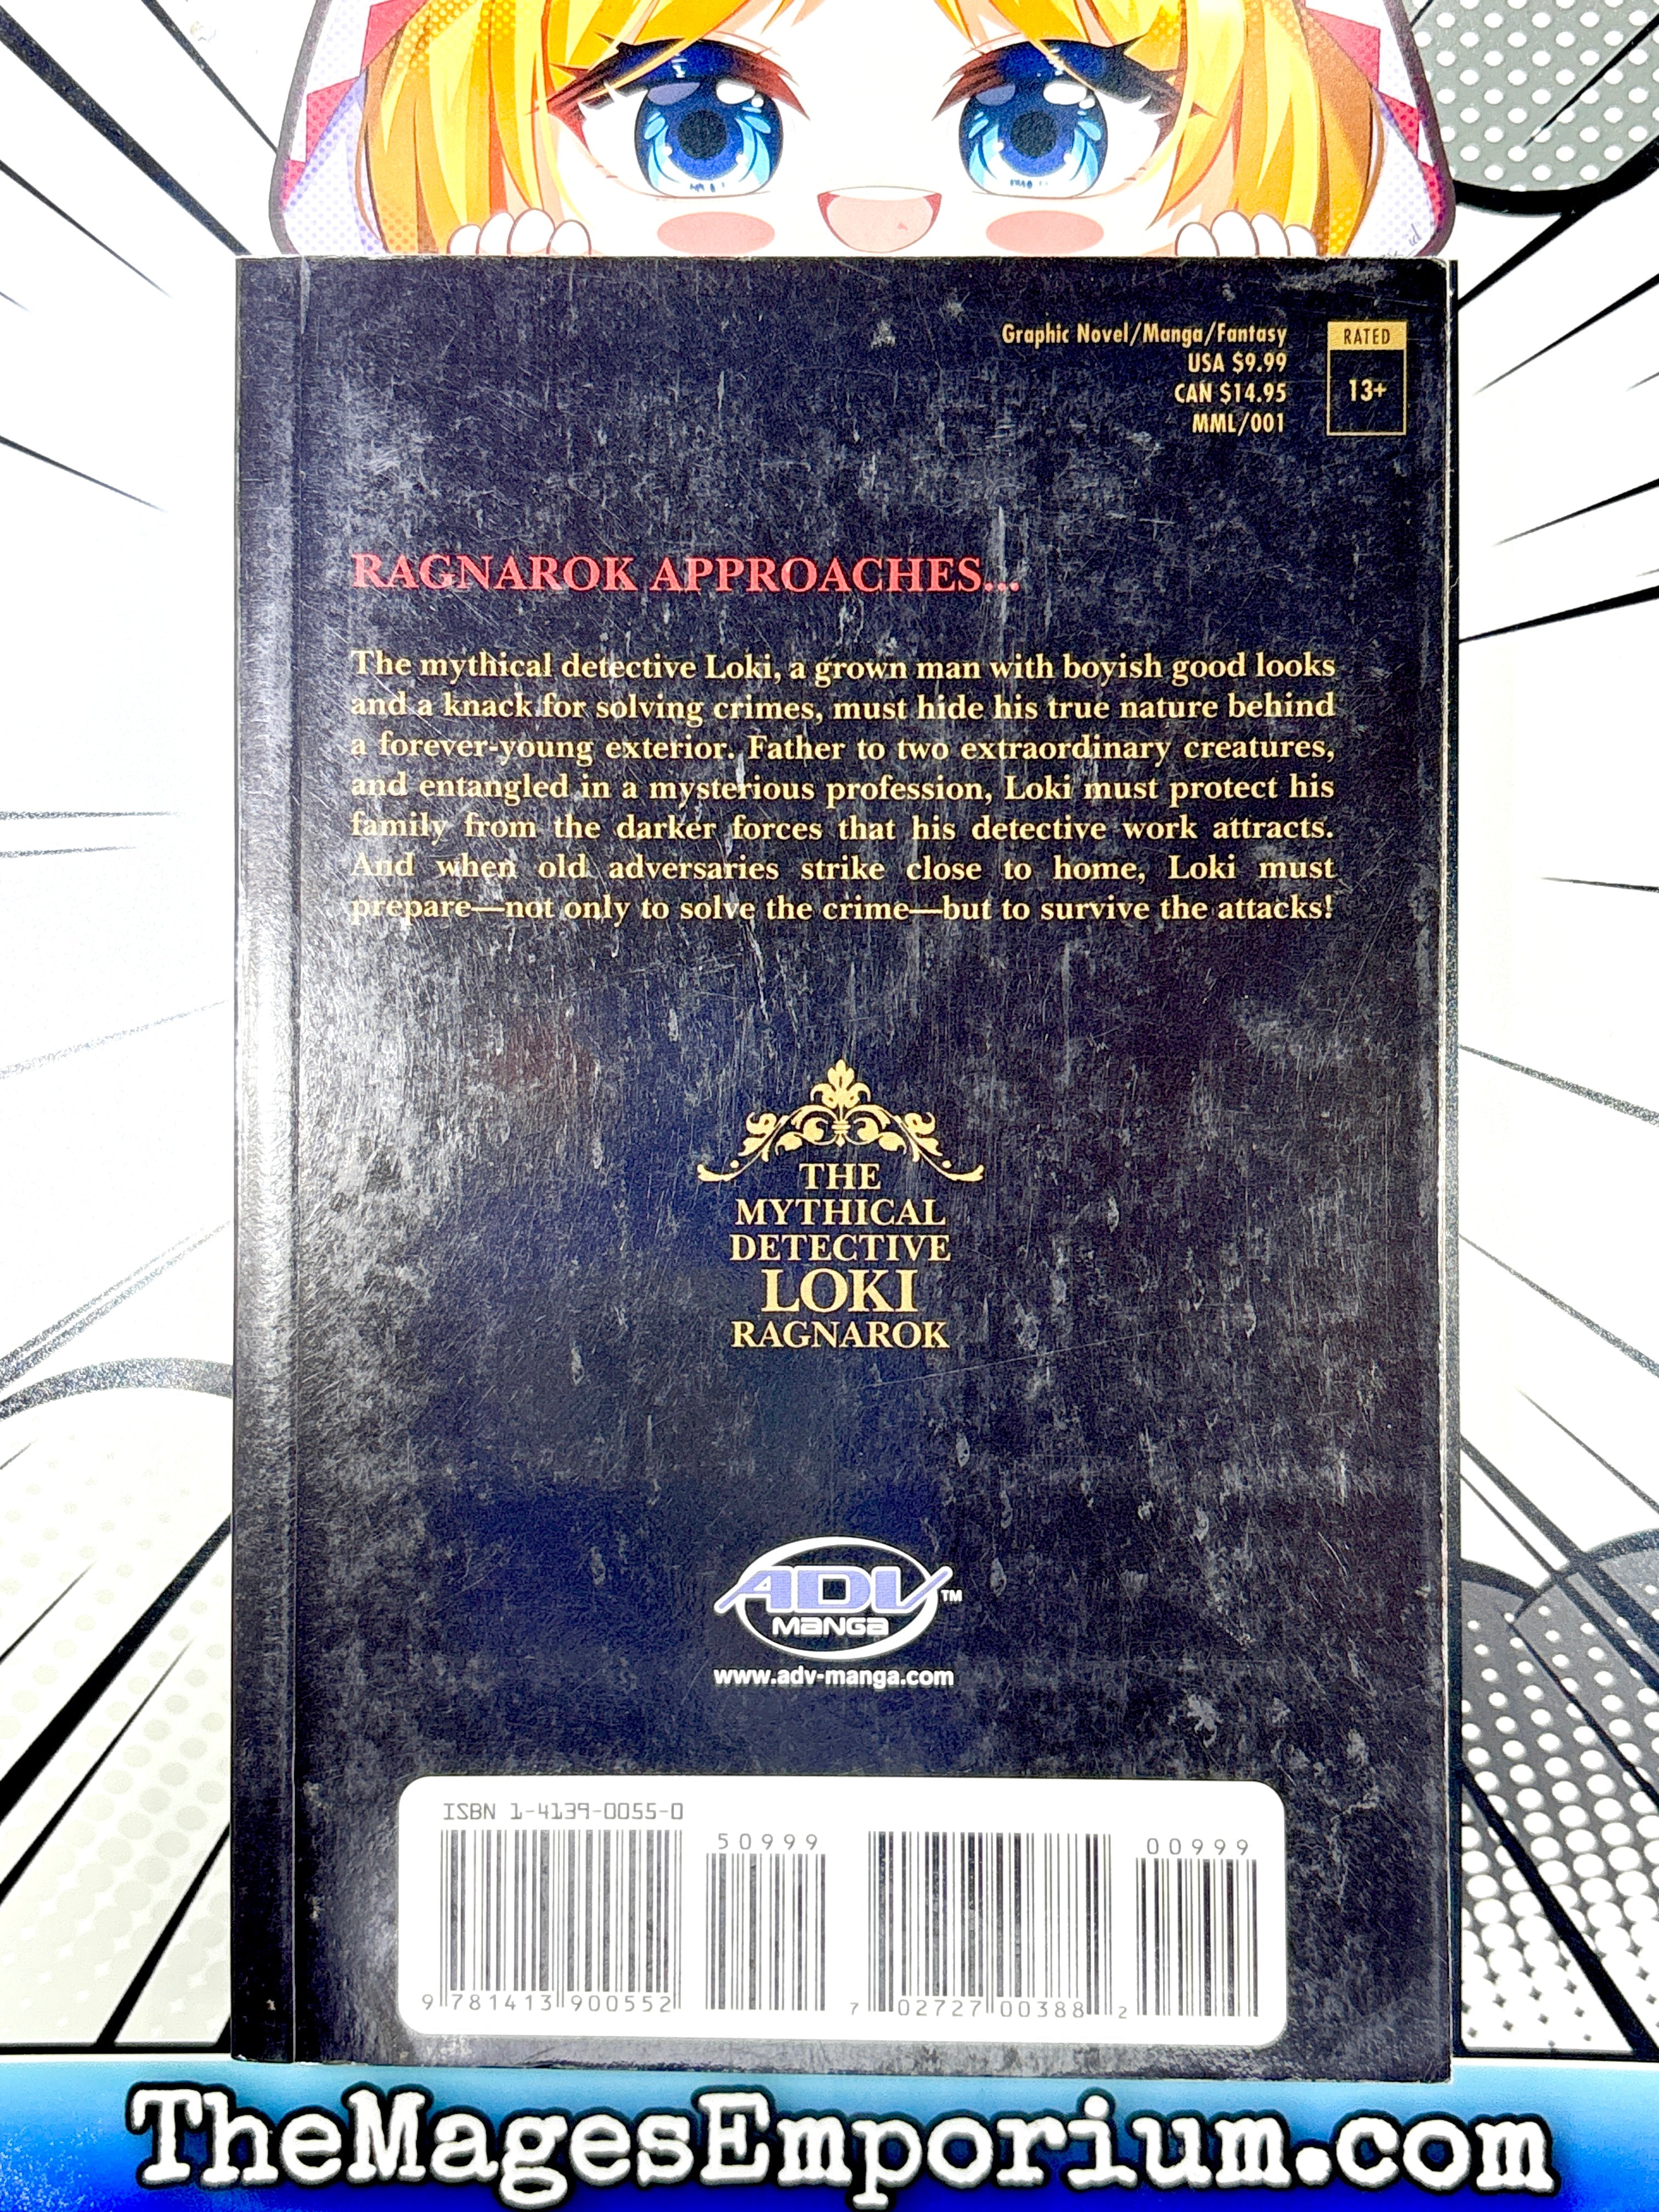 Graphic Novel/Manga/Fantasy
USA $9.99
CAN $14.95
MML/001
RATED
13+
RAGNAROK APPROACHES...
The mythical detective Loki, a grown man with boyish good looks
and a knack for solving crimes, must hide his true nature behind
a forever-young exterior. Father to two extraordinary creatures,
and entangled in a mysterious profession, Loki must protect his
family from the darker forces that his detective work attracts.
And when old adversaries strike close to home, Loki must
prepare—not only to solve the crime—but to survive the attacks!
THE
MYTHICAL
DETECTIVE
LOKI
RAGNAROK
ADV™
MANGA
www.adv-manga.com
ISBN 1-4139-0055-0
50999
9 781413 900552
00999
7 02727 00388 2
TheMagesEmporium.com